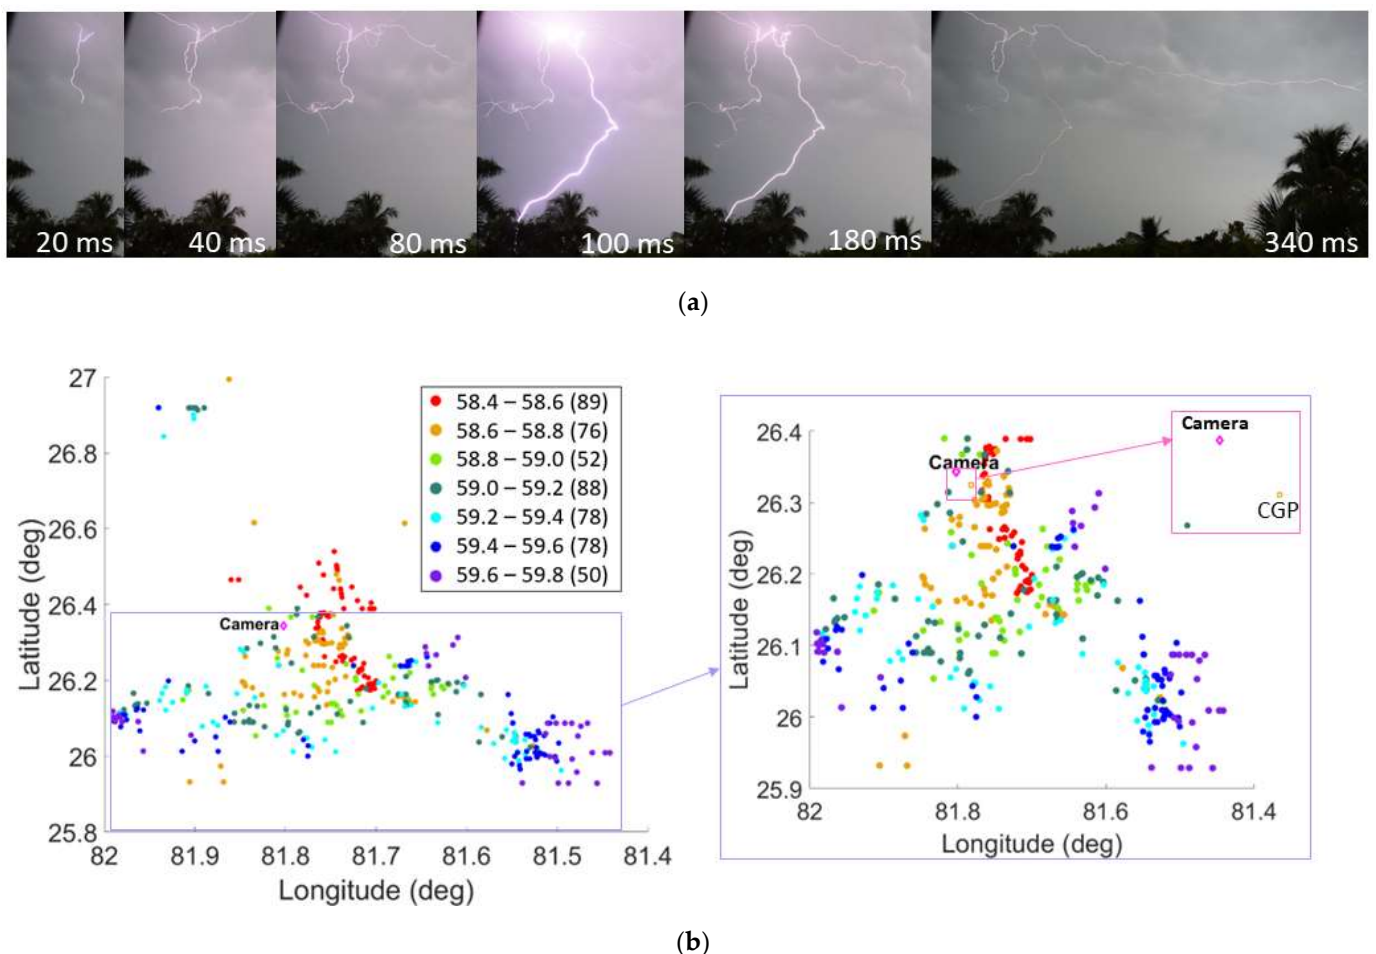 20 ms 40 ms 80 ms 100 ms 180 ms 340 ms
(a)
27
26.8
26.6
26.4
26.2
26
25.8
Latitude (deg)
58.4 – 58.6 (89)
58.6 – 58.8 (76)
58.8 – 59.0 (52)
59.0 – 59.2 (88)
59.2 – 59.4 (78)
59.4 – 59.6 (78)
59.6 – 59.8 (50)
Camera
82 81.9 81.8 81.7 81.6 81.5 81.4
Longitude (deg)
26.4
26.3
26.2
26.1
26
25.9
Latitude (deg)
Camera
Camera
CGP
82 81.8 81.6 81.4
Longitude (deg)
(b)